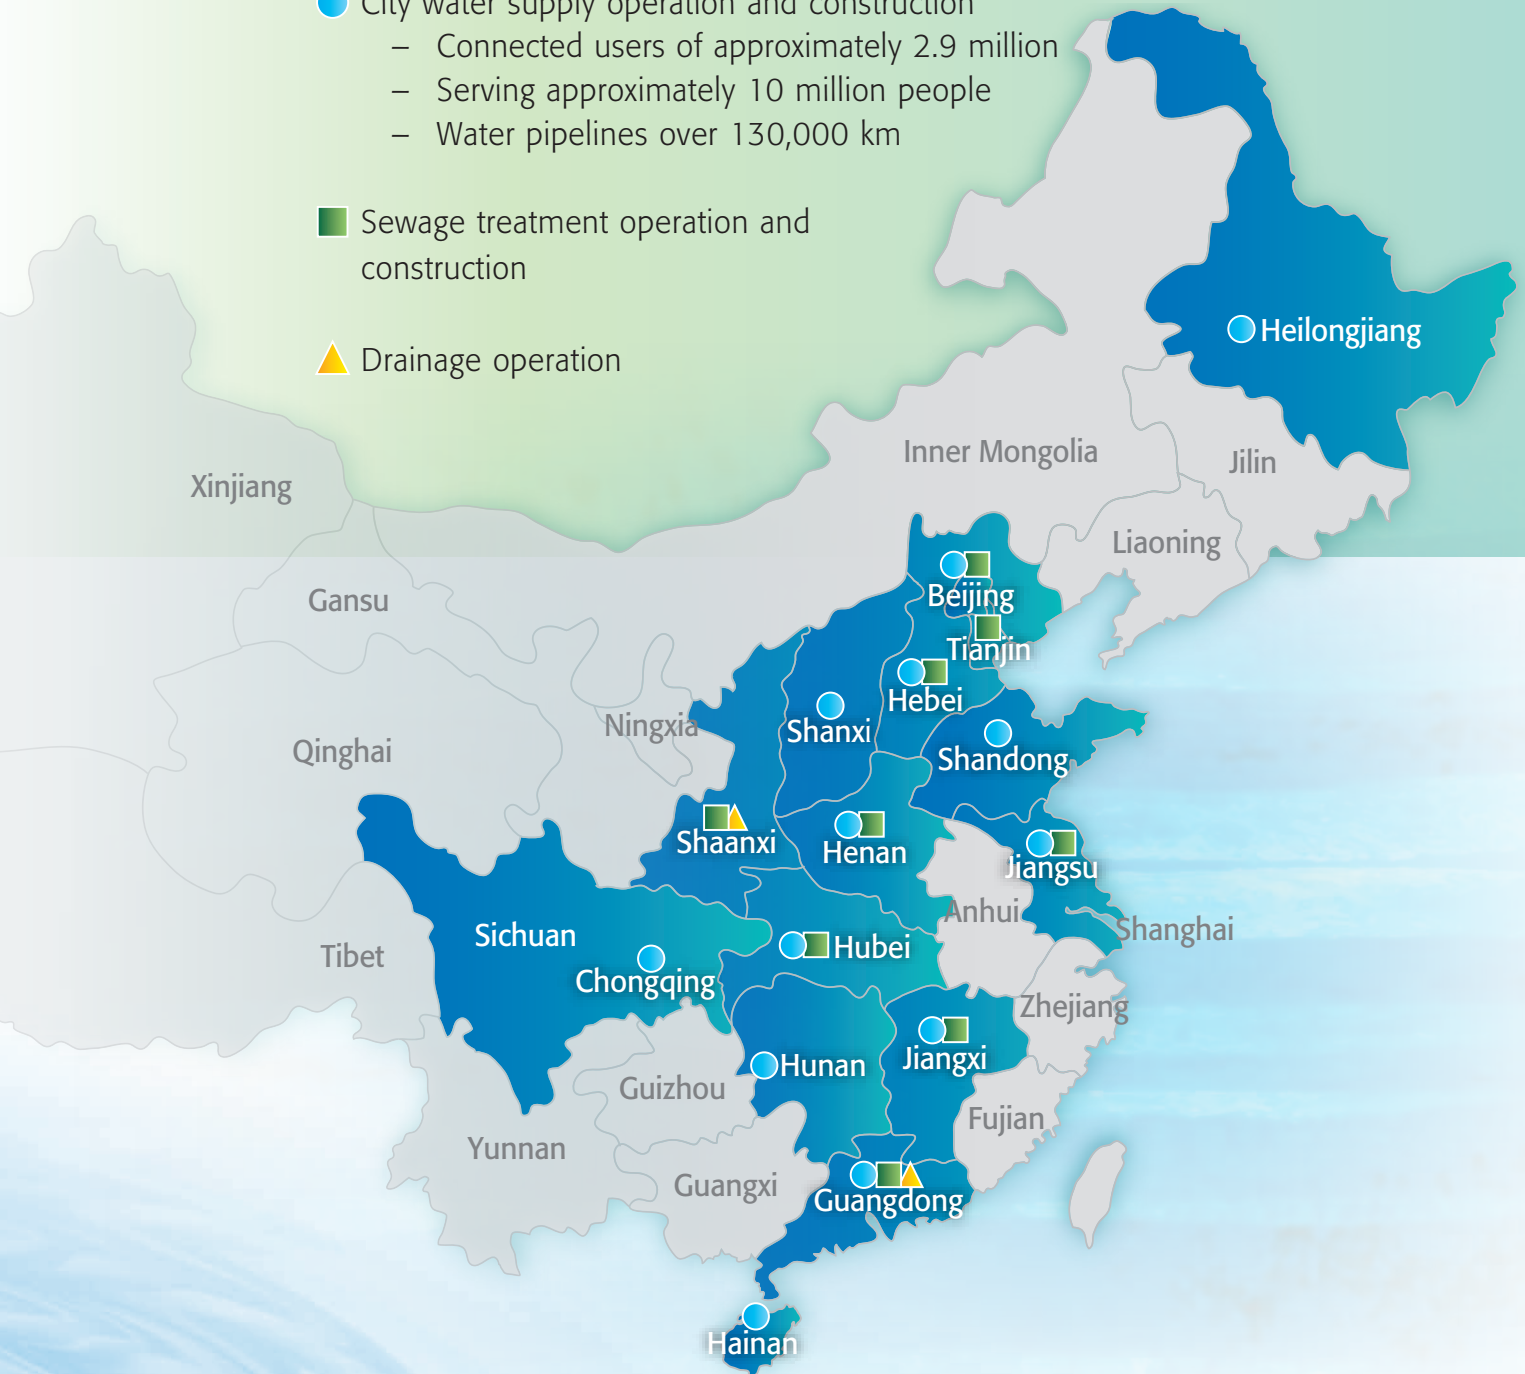 City water supply operation and construction
– Connected users of approximately 2.9 million
– Serving approximately 10 million people
– Water pipelines over 130,000 km
Sewage treatment operation and
construction
Drainage operation
Heilongjiang
Inner Mongolia
Jilin
Xinjiang
Liaoning
Gansu
Beijing
Tianjin
Hebei
Ningxia
Shanxi
Qinghai
Shandong
Shaanxi
Henan
Jiangsu
Anhui
Shanghai
Sichuan
Hubei
Tibet
Chongqing
Zhejiang
Jiangxi
Hunan
Guizhou
Fujian
Yunnan
Guangxi
Guangdong
Hainan